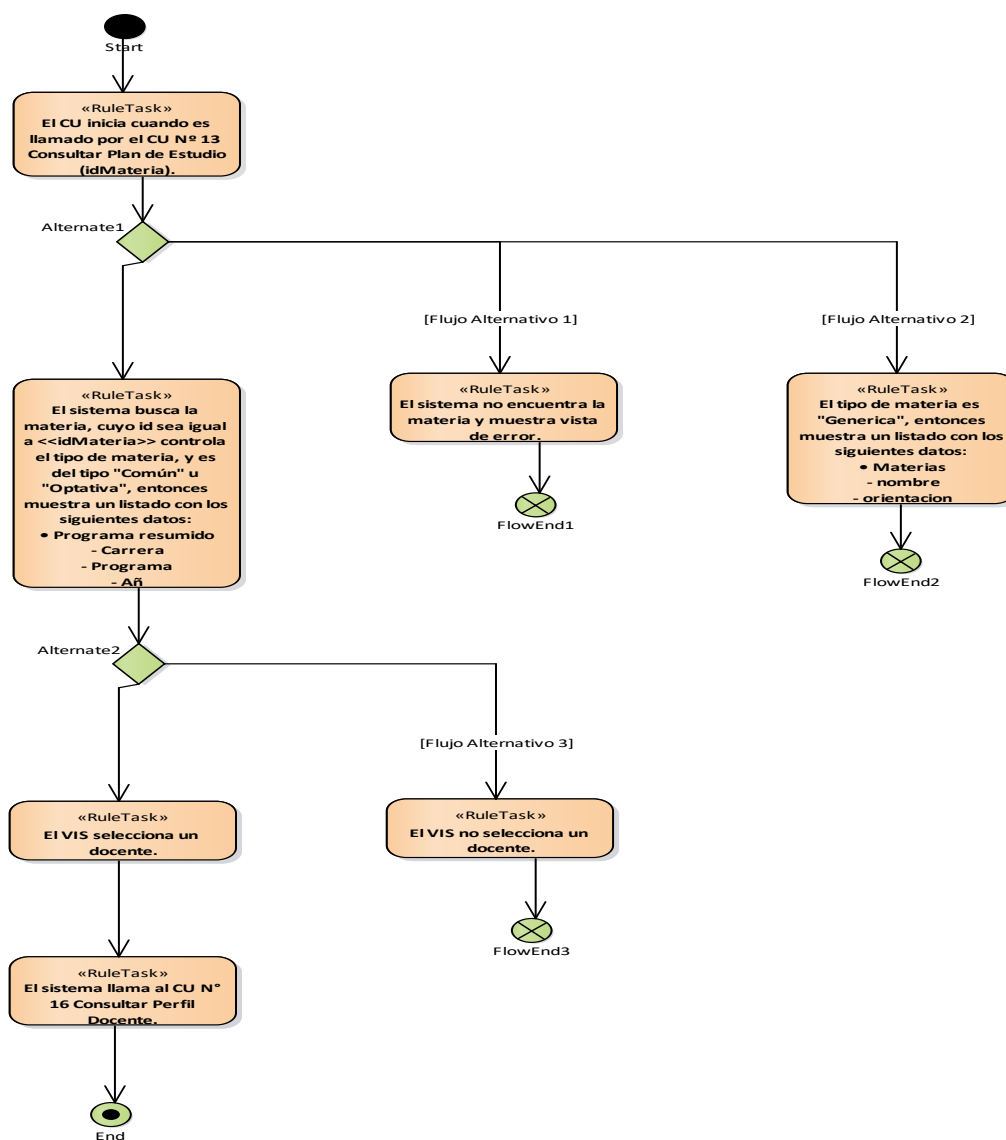 Start
«RuleTask»
El CU inicia cuando es
llamado por el CU Nº 13
Consultar Plan de Estudio
(idMateria).
Alternate1
[Flujo Alternativo 1]
[Flujo Alternativo 2]
«RuleTask»
El sistema busca la
materia, cuyo id sea igual
a <<idMateria>> controla
el tipo de materia, y es
del tipo "Común" u
"Optativa", entonces
muestra un listado con los
siguientes datos:
• Programa resumido
- Carrera
- Programa
- Añ
«RuleTask»
El sistema no encuentra la
materia y muestra vista
de error.
FlowEnd1
«RuleTask»
El tipo de materia es
"Generica", entonces
muestra un listado con los
siguientes datos:
• Materias
- nombre
- orientacion
FlowEnd2
Alternate2
[Flujo Alternativo 3]
«RuleTask»
El VIS selecciona un
docente.
«RuleTask»
El VIS no selecciona un
docente.
FlowEnd3
«RuleTask»
El sistema llama al CU N°
16 Consultar Perfil
Docente.
End